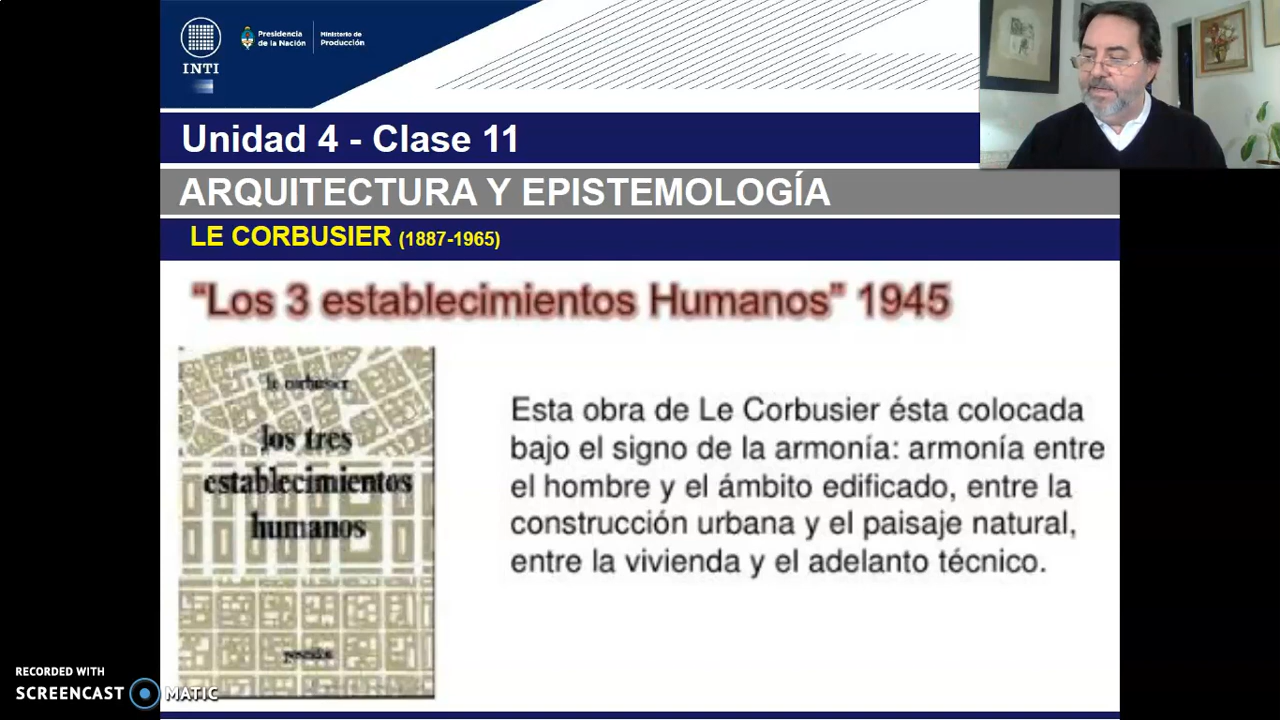 INTI
Presidencia
de la Nación
Ministerio de
Producción
Unidad 4 - Clase 11
ARQUITECTURA Y EPISTEMOLOGÍA
LE CORBUSIER (1887-1965)
“Los 3 establecimientos Humanos” 1945
le corbusier
los tres
establecimientos
humanos
poseidon
Esta obra de Le Corbusier ésta colocada
bajo el signo de la armonía: armonía entre
el hombre y el ámbito edificado, entre la
construcción urbana y el paisaje natural,
entre la vivienda y el adelanto técnico.
RECORDED WITH
SCREENCAST MATIC